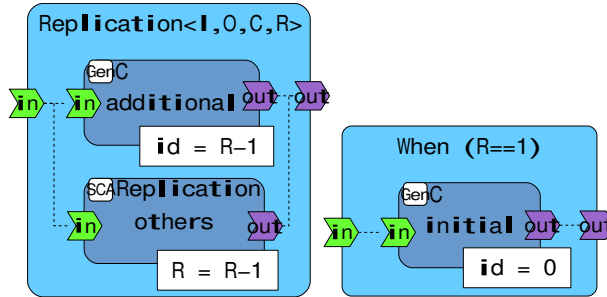 Replication<I,O,C,R>
GenC
in in additional out out
id = R-1
SCA Replication
in others out
R = R-1
When (R==1)
GenC
in in initial out out
id = 0